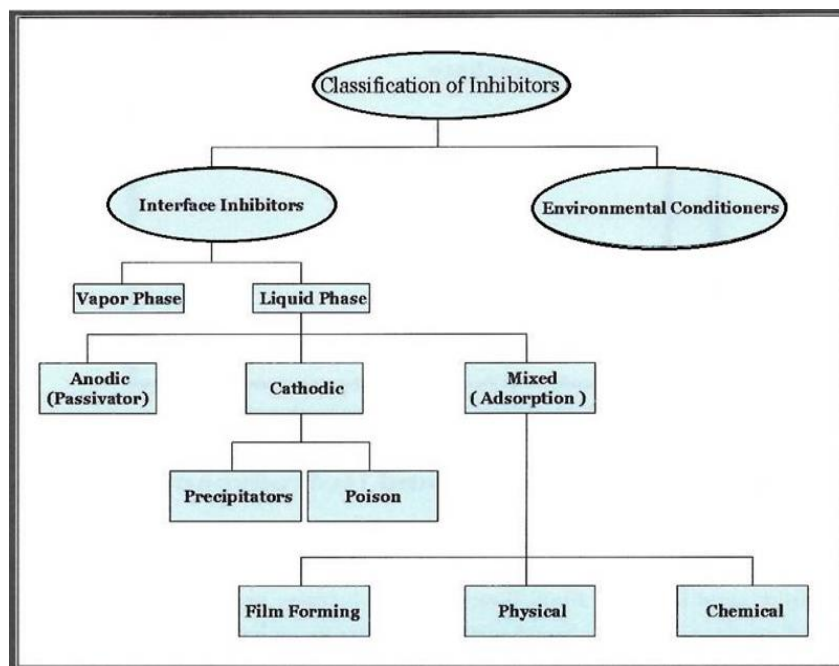 Classification of Inhibitors
Interface Inhibitors
Environmental Conditioners
Vapor Phase
Liquid Phase
Anodic
(Passivator)
Cathodic
Mixed
( Adsorption )
Precipitators
Poison
Film Forming
Physical
Chemical